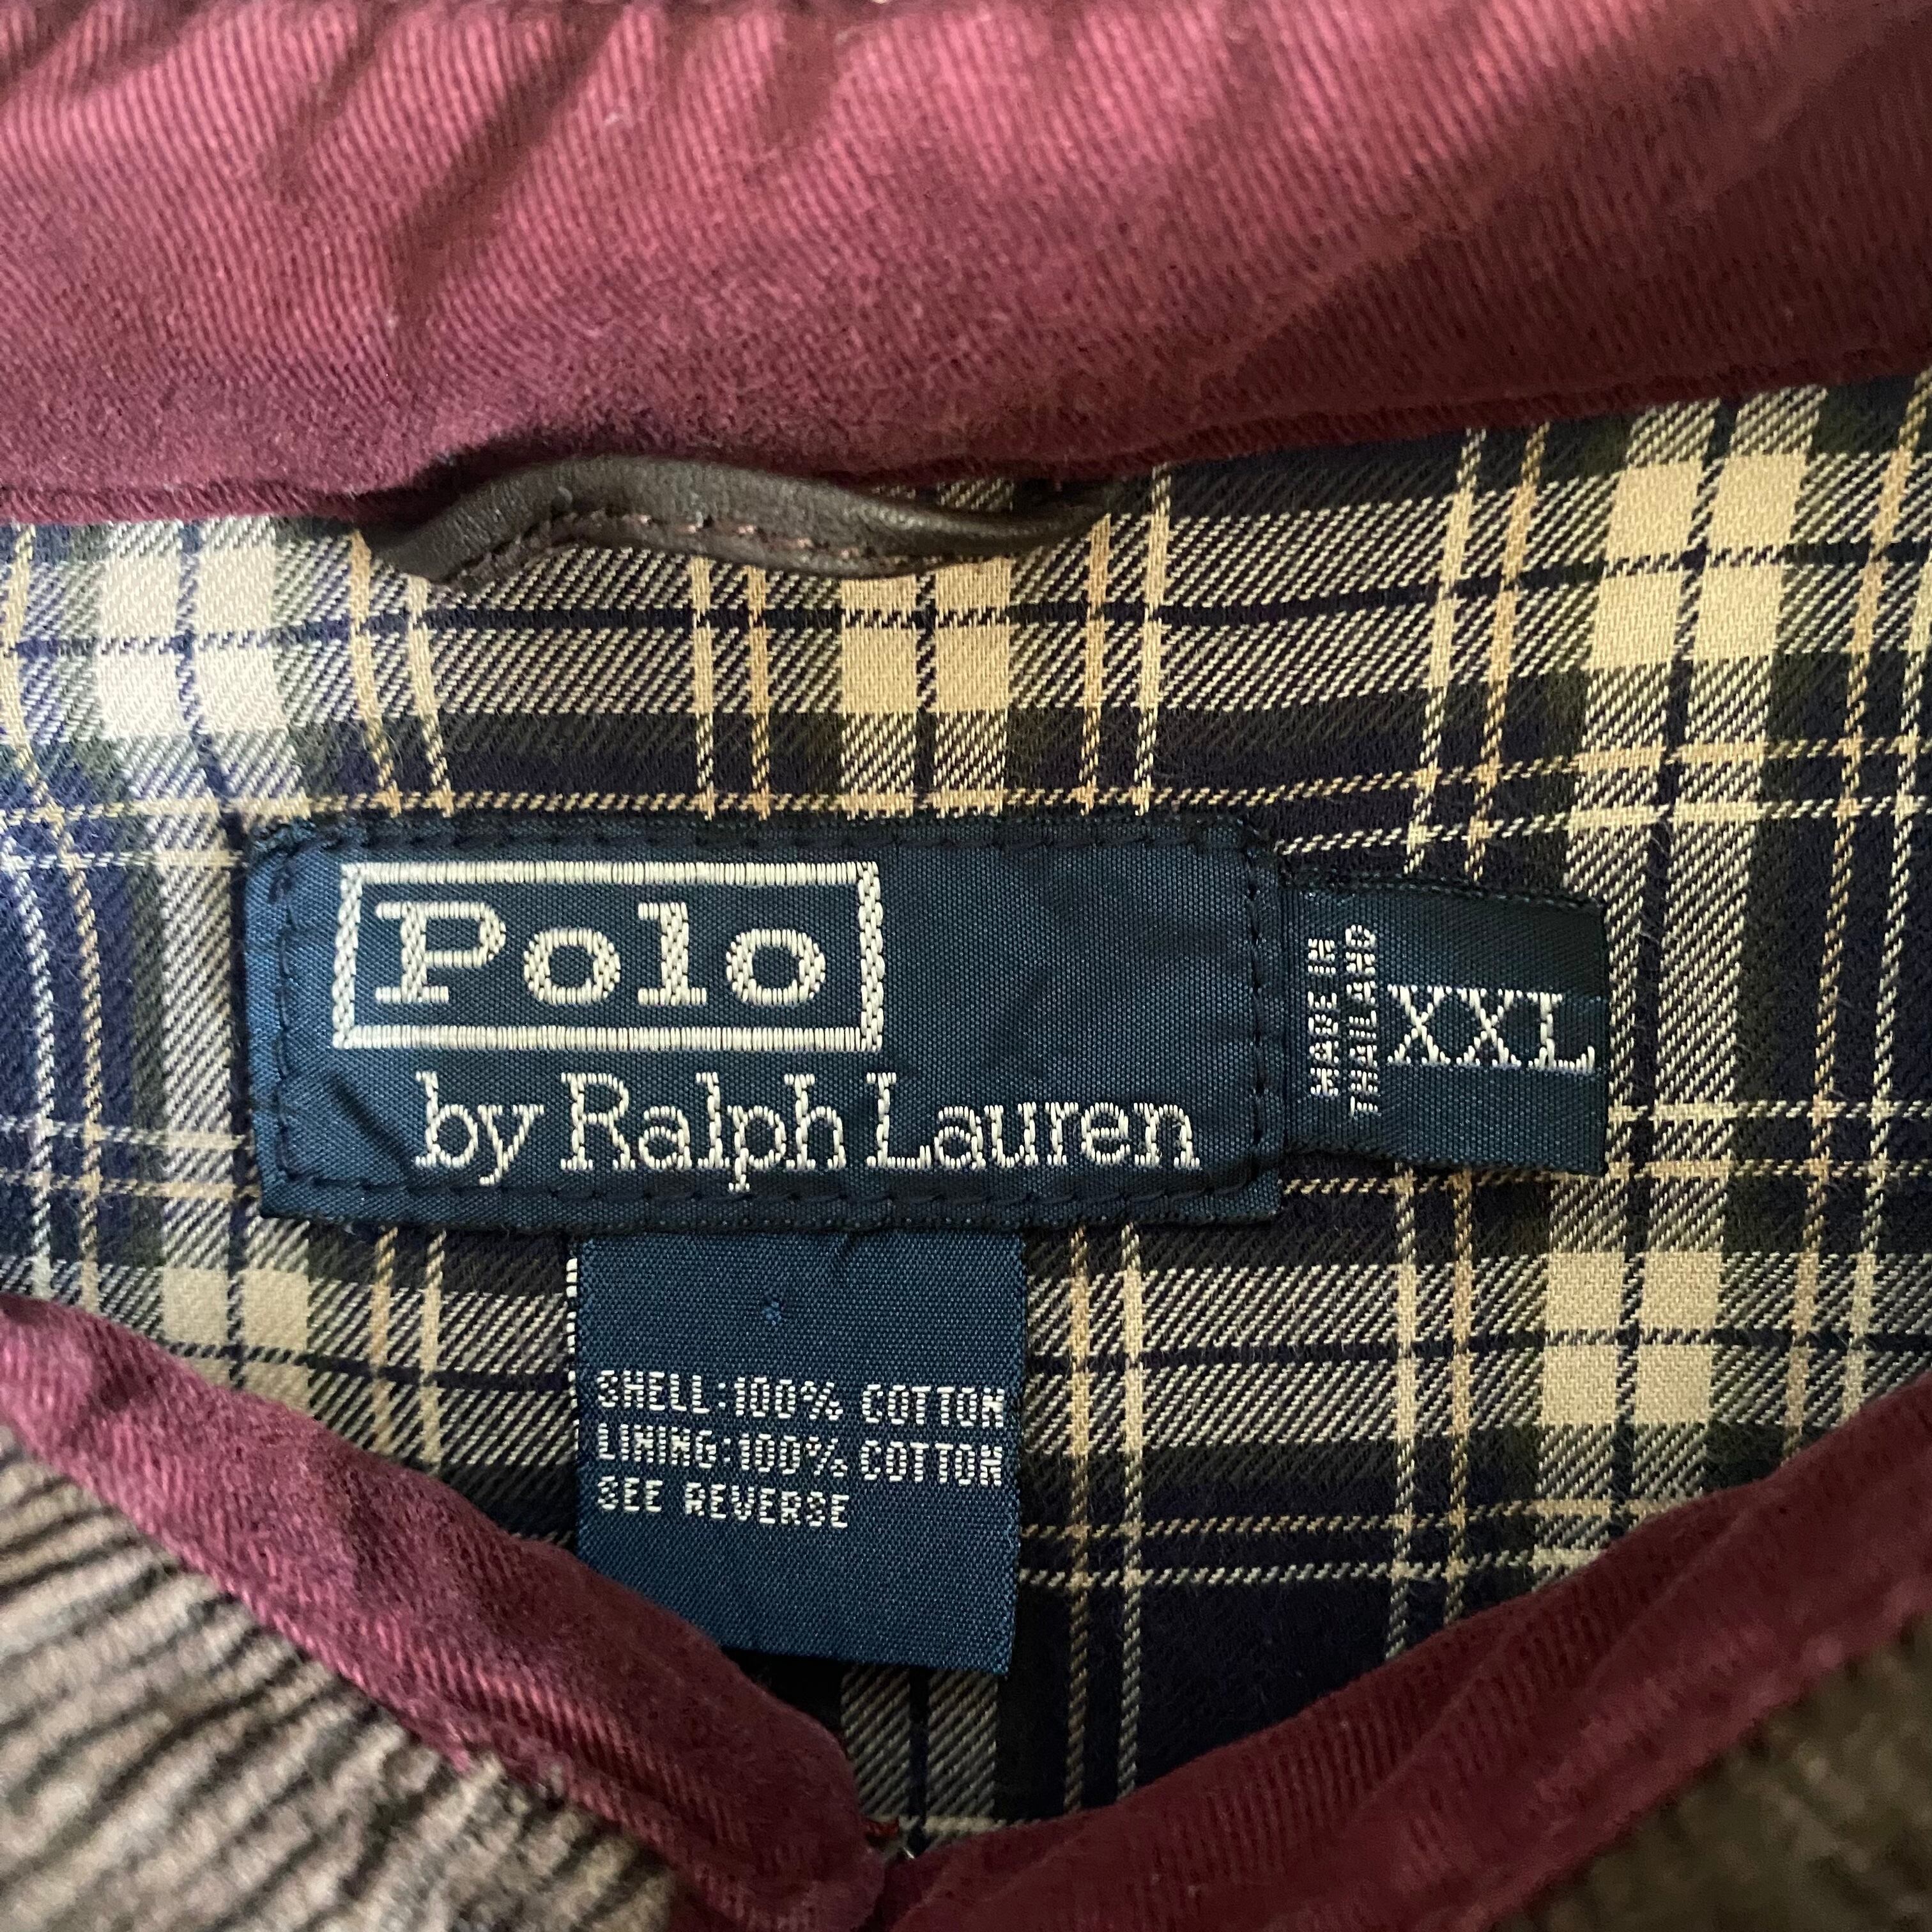 Polo
by Ralph Lauren
MADE IN
THAILAND
XXL
SHELL:100% COTTON
LINING:100% COTTON
SEE REVERSE